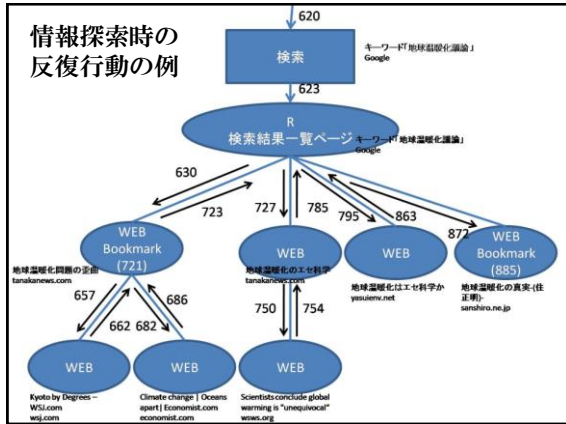 情報探索時の
反復行動の例
620
検索
キーワード「地球温暖化議論」
Google
623
R
検索結果一覧ページ
キーワード「地球温暖化議論」
Google
630
723
727
785
795
863
872
WEB
Bookmark
(721)
地球温暖化問題の歪曲
tanakanews.com
WEB
地球温暖化のエセ科学
tanakanews.com
WEB
地球温暖化はエセ科学か
yasuienv.net
WEB
Bookmark
(885)
地球温暖化の真実-(住
正明)-
sanshiro.ne.jp
657
662
682
686
750
754
WEB
Kyoto by Degrees –
WSJ.com
wsj.com
WEB
Climate change | Oceans
apart| Economist.com
economist.com
WEB
Scientists conclude global
warming is "unequivocal"
wsws.org